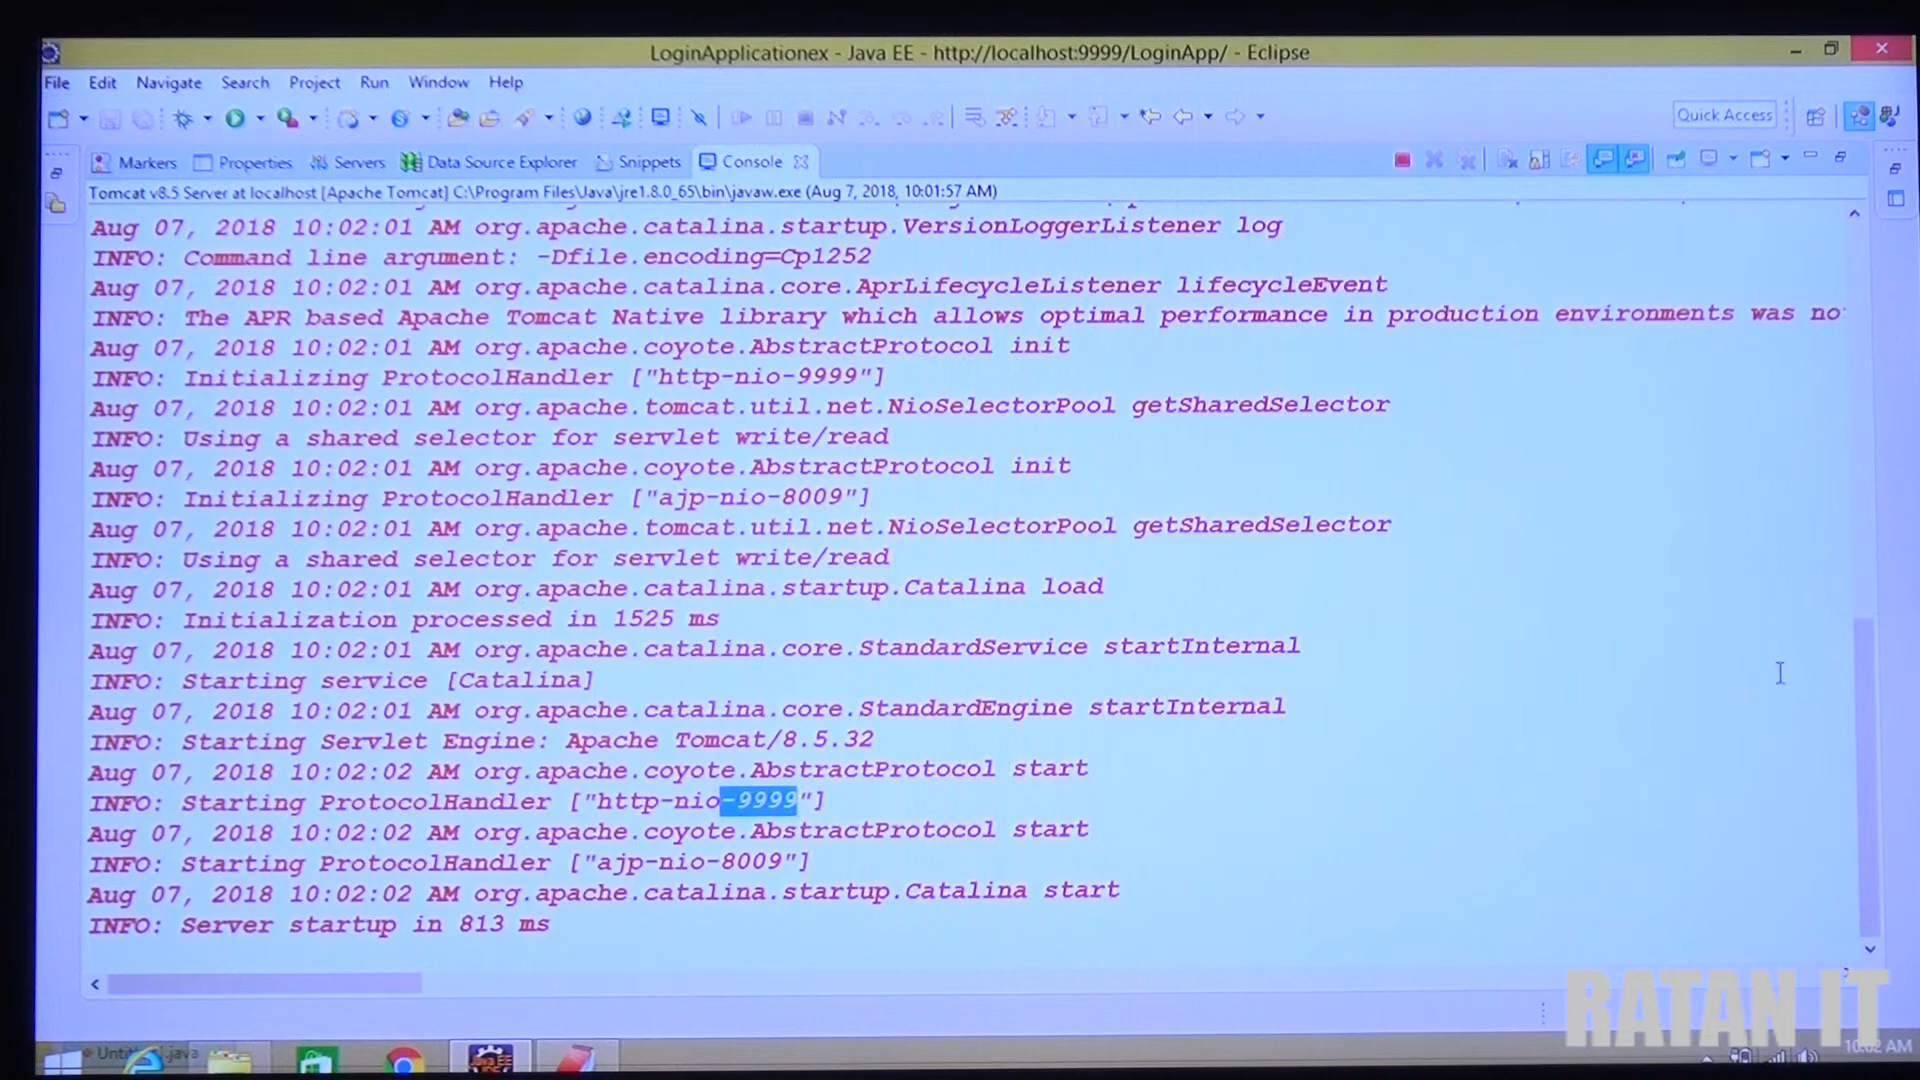 LoginApplicationex - Java EE - http://localhost:9999/LoginApp/ - Eclipse
File Edit Navigate Search Project Run Window Help
Quick Access
Markers Properties Servers Data Source Explorer Snippets Console
Tomcat v8.5 Server at localhost [Apache Tomcat] C:\Program Files\Java\jre1.8.0_65\bin\javaw.exe (Aug 7, 2018, 10:01:57 AM)
Aug 07, 2018 10:02:01 AM org.apache.catalina.startup.VersionLoggerListener log
INFO: Command line argument: -Dfile.encoding=Cp1252
Aug 07, 2018 10:02:01 AM org.apache.catalina.core.AprLifecycleListener lifecycleEvent
INFO: The APR based Apache Tomcat Native library which allows optimal performance in production environments was no
Aug 07, 2018 10:02:01 AM org.apache.coyote.AbstractProtocol init
INFO: Initializing ProtocolHandler ["http-nio-9999"]
Aug 07, 2018 10:02:01 AM org.apache.tomcat.util.net.NioSelectorPool getSharedSelector
INFO: Using a shared selector for servlet write/read
Aug 07, 2018 10:02:01 AM org.apache.coyote.AbstractProtocol init
INFO: Initializing ProtocolHandler ["ajp-nio-8009"]
Aug 07, 2018 10:02:01 AM org.apache.tomcat.util.net.NioSelectorPool getSharedSelector
INFO: Using a shared selector for servlet write/read
Aug 07, 2018 10:02:01 AM org.apache.catalina.startup.Catalina load
INFO: Initialization processed in 1525 ms
Aug 07, 2018 10:02:01 AM org.apache.catalina.core.StandardService startInternal
INFO: Starting service [Catalina]
Aug 07, 2018 10:02:01 AM org.apache.catalina.core.StandardEngine startInternal
INFO: Starting Servlet Engine: Apache Tomcat/8.5.32
Aug 07, 2018 10:02:02 AM org.apache.coyote.AbstractProtocol start
INFO: Starting ProtocolHandler ["http-nio-9999"]
Aug 07, 2018 10:02:02 AM org.apache.coyote.AbstractProtocol start
INFO: Starting ProtocolHandler ["ajp-nio-8009"]
Aug 07, 2018 10:02:02 AM org.apache.catalina.startup.Catalina start
INFO: Server startup in 813 ms
RATAN IT
Java EE
IDE
10:02 AM